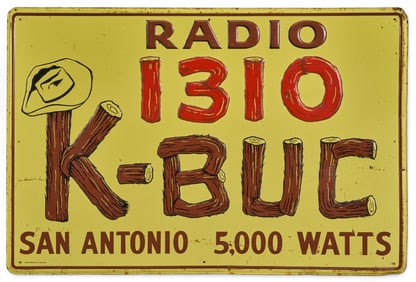 RADIO
1310
K-BUC
SAN ANTONIO 5,000 WATTS